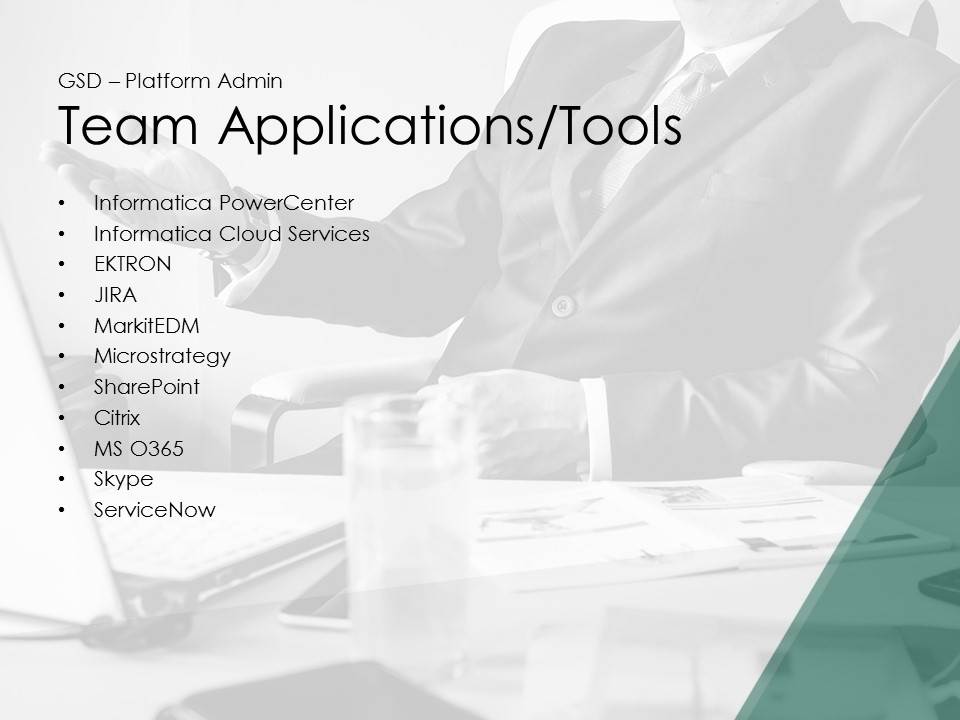 GSD – Platform Admin
Team Applications/Tools
• Informatica PowerCenter
• Informatica Cloud Services
• EKTRON
• JIRA
• MarkitEDM
• Microstrategy
• SharePoint
• Citrix
• MS O365
• Skype
• ServiceNow